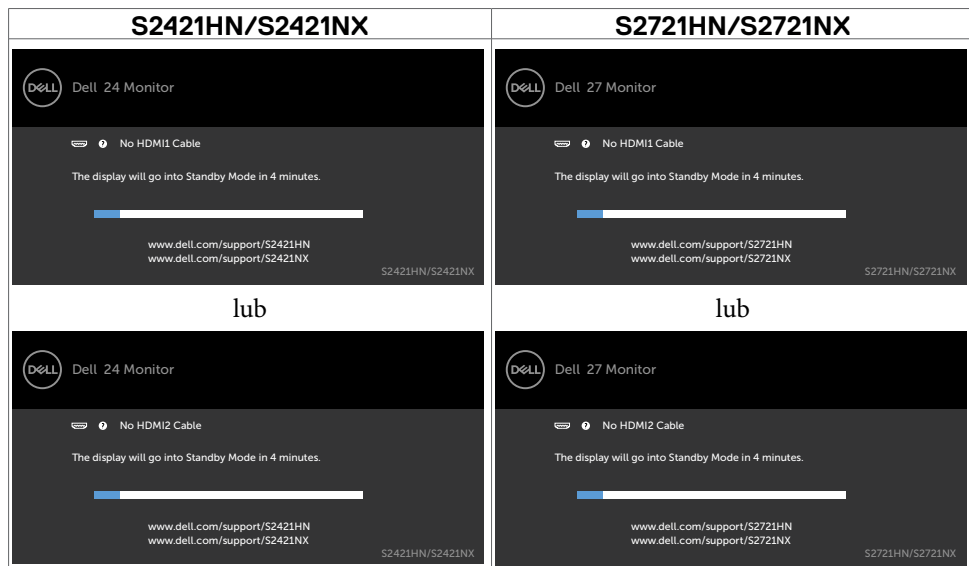 S2421HN/S2421NX
S2721HN/S2721NX
DELL Dell 24 Monitor
? No HDMI1 Cable
The display will go into Standby Mode in 4 minutes.
www.dell.com/support/S2421HN
www.dell.com/support/S2421NX
S2421HN/S2421NX
DELL Dell 27 Monitor
? No HDMI1 Cable
The display will go into Standby Mode in 4 minutes.
www.dell.com/support/S2721HN
www.dell.com/support/S2721NX
S2721HN/S2721NX
lub
lub
DELL Dell 24 Monitor
? No HDMI2 Cable
The display will go into Standby Mode in 4 minutes.
www.dell.com/support/S2421HN
www.dell.com/support/S2421NX
S2421HN/S2421NX
DELL Dell 27 Monitor
? No HDMI2 Cable
The display will go into Standby Mode in 4 minutes.
www.dell.com/support/S2721HN
www.dell.com/support/S2721NX
S2721HN/S2721NX